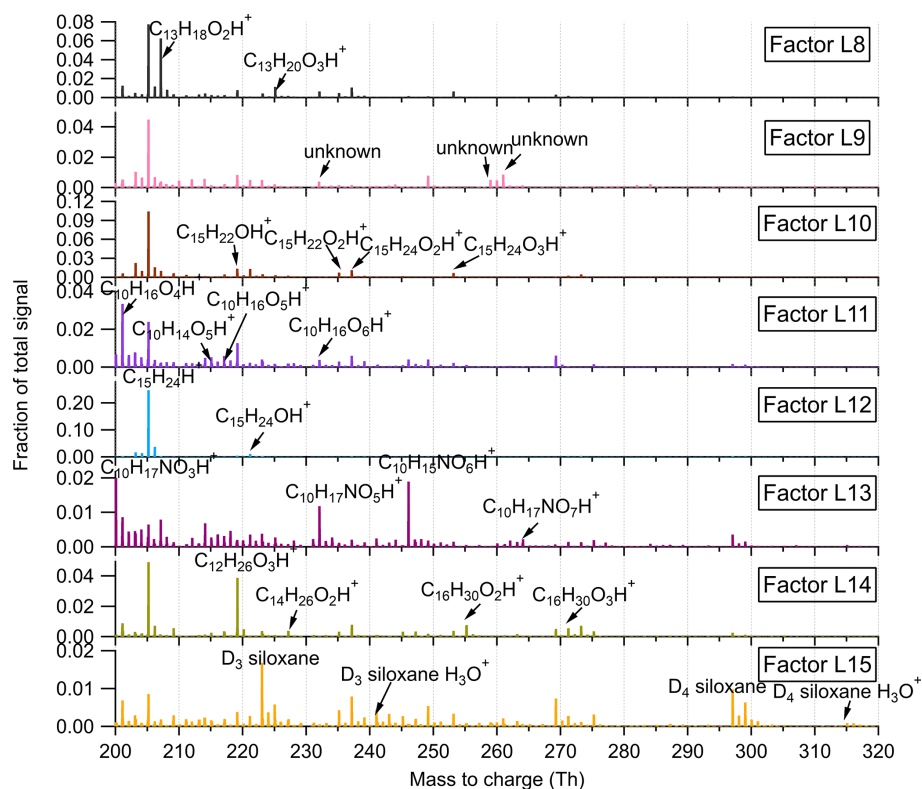 Fraction of total signal
0.08
0.06
0.04
0.02
0.00
C13H18O2H+
C13H20O3H+
Factor L8
0.04
0.02
0.00
unknown
unknown
unknown
Factor L9
0.12
0.09
0.06
0.03
0.00
C15H22OH+
C15H22O2H+
C15H24O2H+
C15H24O3H+
Factor L10
0.04
0.02
0.00
C10H16O4H+
C10H14O5H+
C10H16O5H+
C10H16O6H+
Factor L11
0.20
0.10
0.00
C15H24H+
C15H24OH+
Factor L12
0.02
0.01
0.00
C10H17NO3H+
C10H17NO5H+
C10H15NO6H+
C10H17NO7H+
Factor L13
0.04
0.02
0.00
C12H26O3H+
C14H26O2H+
C16H30O2H+
C16H30O3H+
Factor L14
0.02
0.01
0.00
D3 siloxane
D3 siloxane H3O+
D4 siloxane
D4 siloxane H3O+
Factor L15
200 210 220 230 240 250 260 270 280 290 300 310 320
Mass to charge (Th)